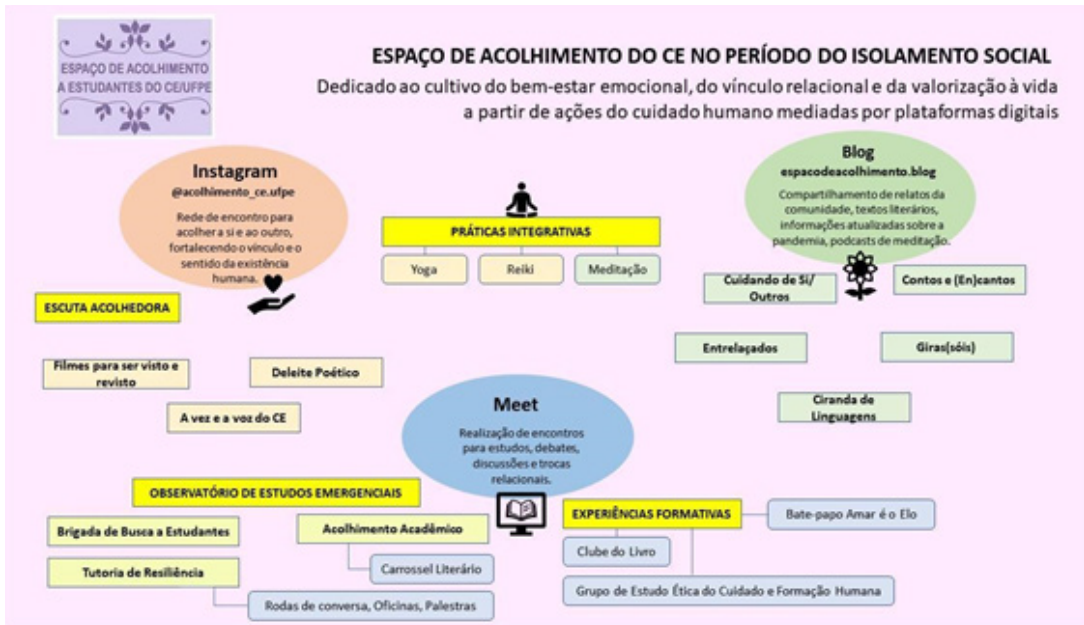 ESPAÇO DE ACOLHIMENTO
A ESTUDANTES DO CE/UFPE
ESPAÇO DE ACOLHIMENTO DO CE NO PERÍODO DO ISOLAMENTO SOCIAL
Dedicado ao cultivo do bem-estar emocional, do vínculo relacional e da valorização à vida
a partir de ações do cuidado humano mediadas por plataformas digitais
Instagram
@acolhimento_ce.ufpe
Rede de encontro para
acolher a si e ao outro,
fortalecendo o vínculo e o
sentido da existência
humana.
Blog
espacodeacolhimento.blog
Compartilhamento de relatos da
comunidade, textos literários,
informações atualizadas sobre a
pandemia, podcasts de meditação.
PRÁTICAS INTEGRATIVAS
Yoga
Reiki
Meditação
ESCUTA ACOLHEDORA
Filmes para ser visto e
revisto
Deleite Poético
A vez e a voz do CE
Cuidando de Si/
Outros
Contos e (En)cantos
Entrelaçados
Giras(sóis)
Ciranda de
Linguagens
Meet
Realização de encontros
para estudos, debates,
discussões e trocas
relacionais.
OBSERVATÓRIO DE ESTUDOS EMERGENCIAIS
Brigada de Busca a Estudantes
Acolhimento Acadêmico
Carrossel Literário
Tutoria de Resiliência
Rodas de conversa, Oficinas, Palestras
EXPERIÊNCIAS FORMATIVAS
Bate-papo Amar é o Elo
Clube do Livro
Grupo de Estudo Ética do Cuidado e Formação Humana